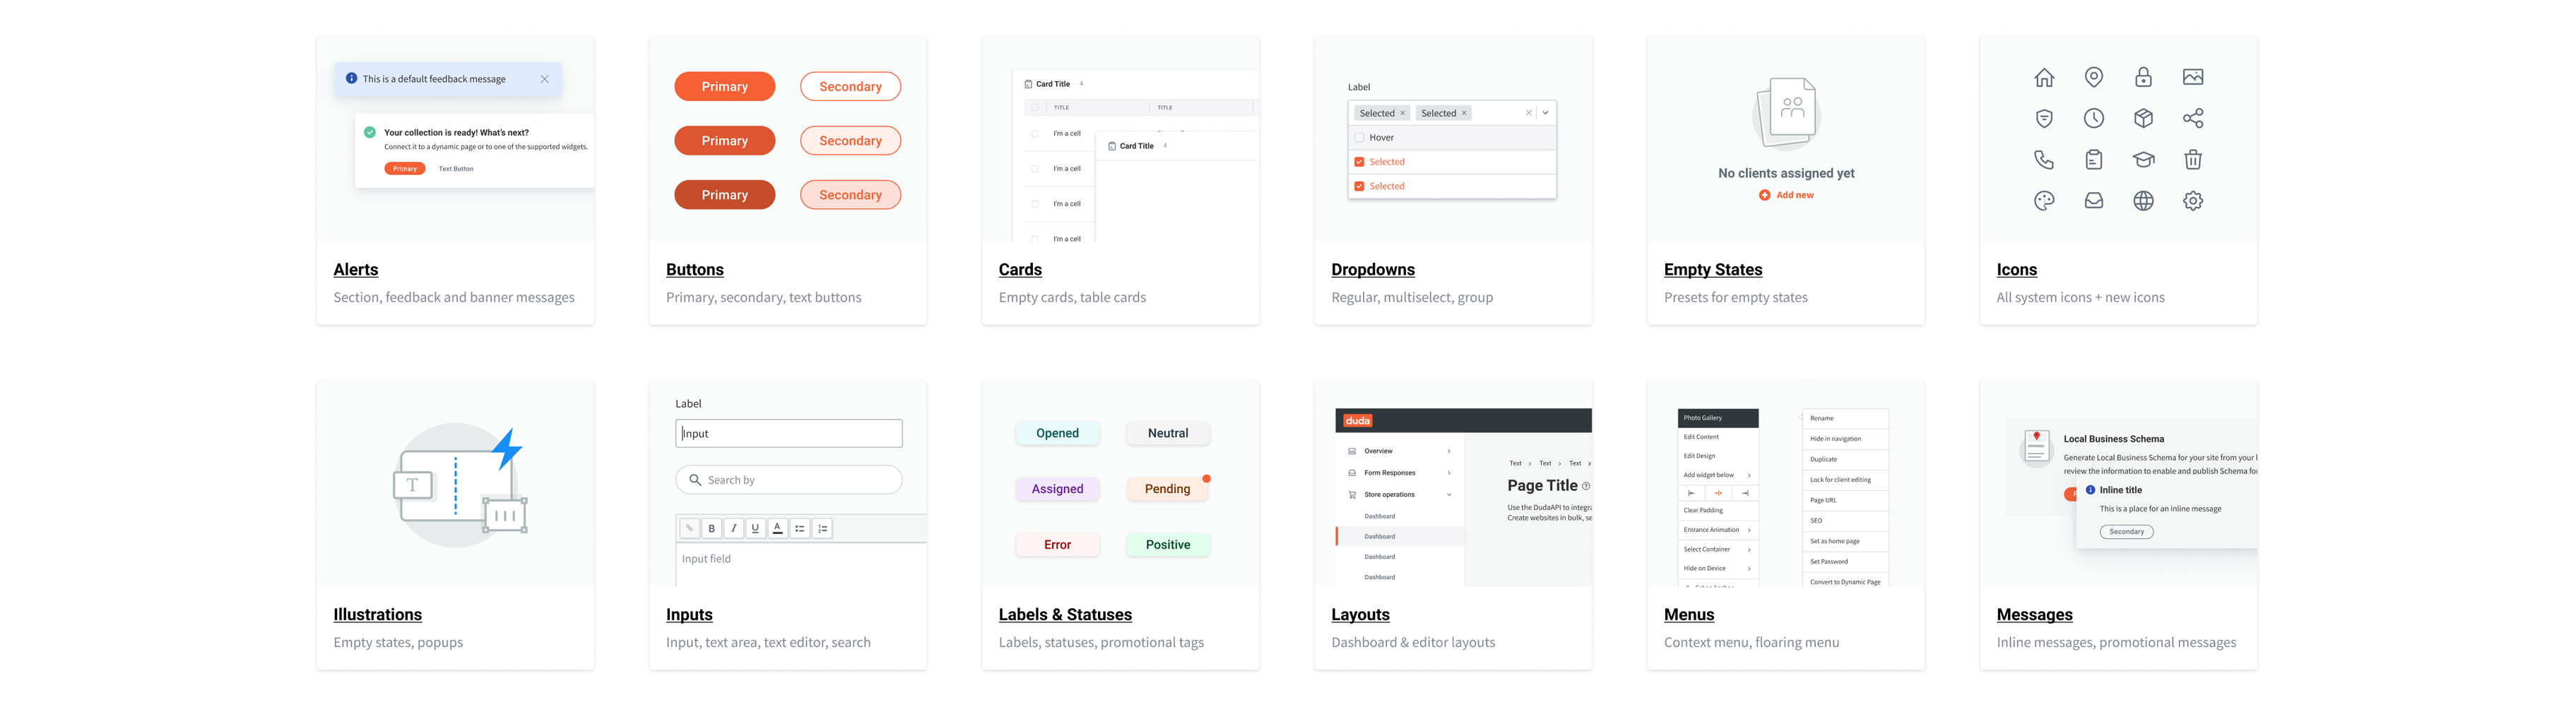 This is a default feedback message
Your collection is ready! What's next?
Connect it to a dynamic page or to one of the supported widgets.
Primary Text Button
Alerts
Section, feedback and banner messages
Primary Secondary
Primary Secondary
Primary Secondary
Buttons
Primary, secondary, text buttons
Card Title 4
TITLE TITLE
I'm a cell
Card Title 4
I'm a cell
I'm a cell
I'm a cell
Cards
Empty cards, table cards
Label
Selected Selected
Hover
Selected
Selected
Dropdowns
Regular, multiselect, group
No clients assigned yet
Add new
Empty States
Presets for empty states
Icons
All system icons + new icons
T
Illustrations
Empty states, popups
Label
Input
Search by
B I U A
Input field
Inputs
Input, text area, text editor, search
Opened Neutral
Assigned Pending
Error Positive
Labels & Statuses
Labels, statuses, promotional tags
duda
Overview
Form Responses
Store operations
Dashboard
Dashboard
Dashboard
Dashboard
Text > Text > Text >
Page Title
Use the DudaAPI to integra
Create websites in bulk, se
Layouts
Dashboard & editor layouts
Photo Gallery
Edit Content
Edit Design
Add widget below
Clear Padding
Entrance Animation
Select Container
Hide on Device
Rename
Hide in navigation
Duplicate
Lock for client editing
Page URL
SEO
Set as home page
Set Password
Convert to Dynamic Page
Menus
Context menu, floaring menu
Local Business Schema
Generate Local Business Schema for your site from your
review the information to enable and publish Schema for
Inline title
This is a place for an inline message
Secondary
Messages
Inline messages, promotional messages